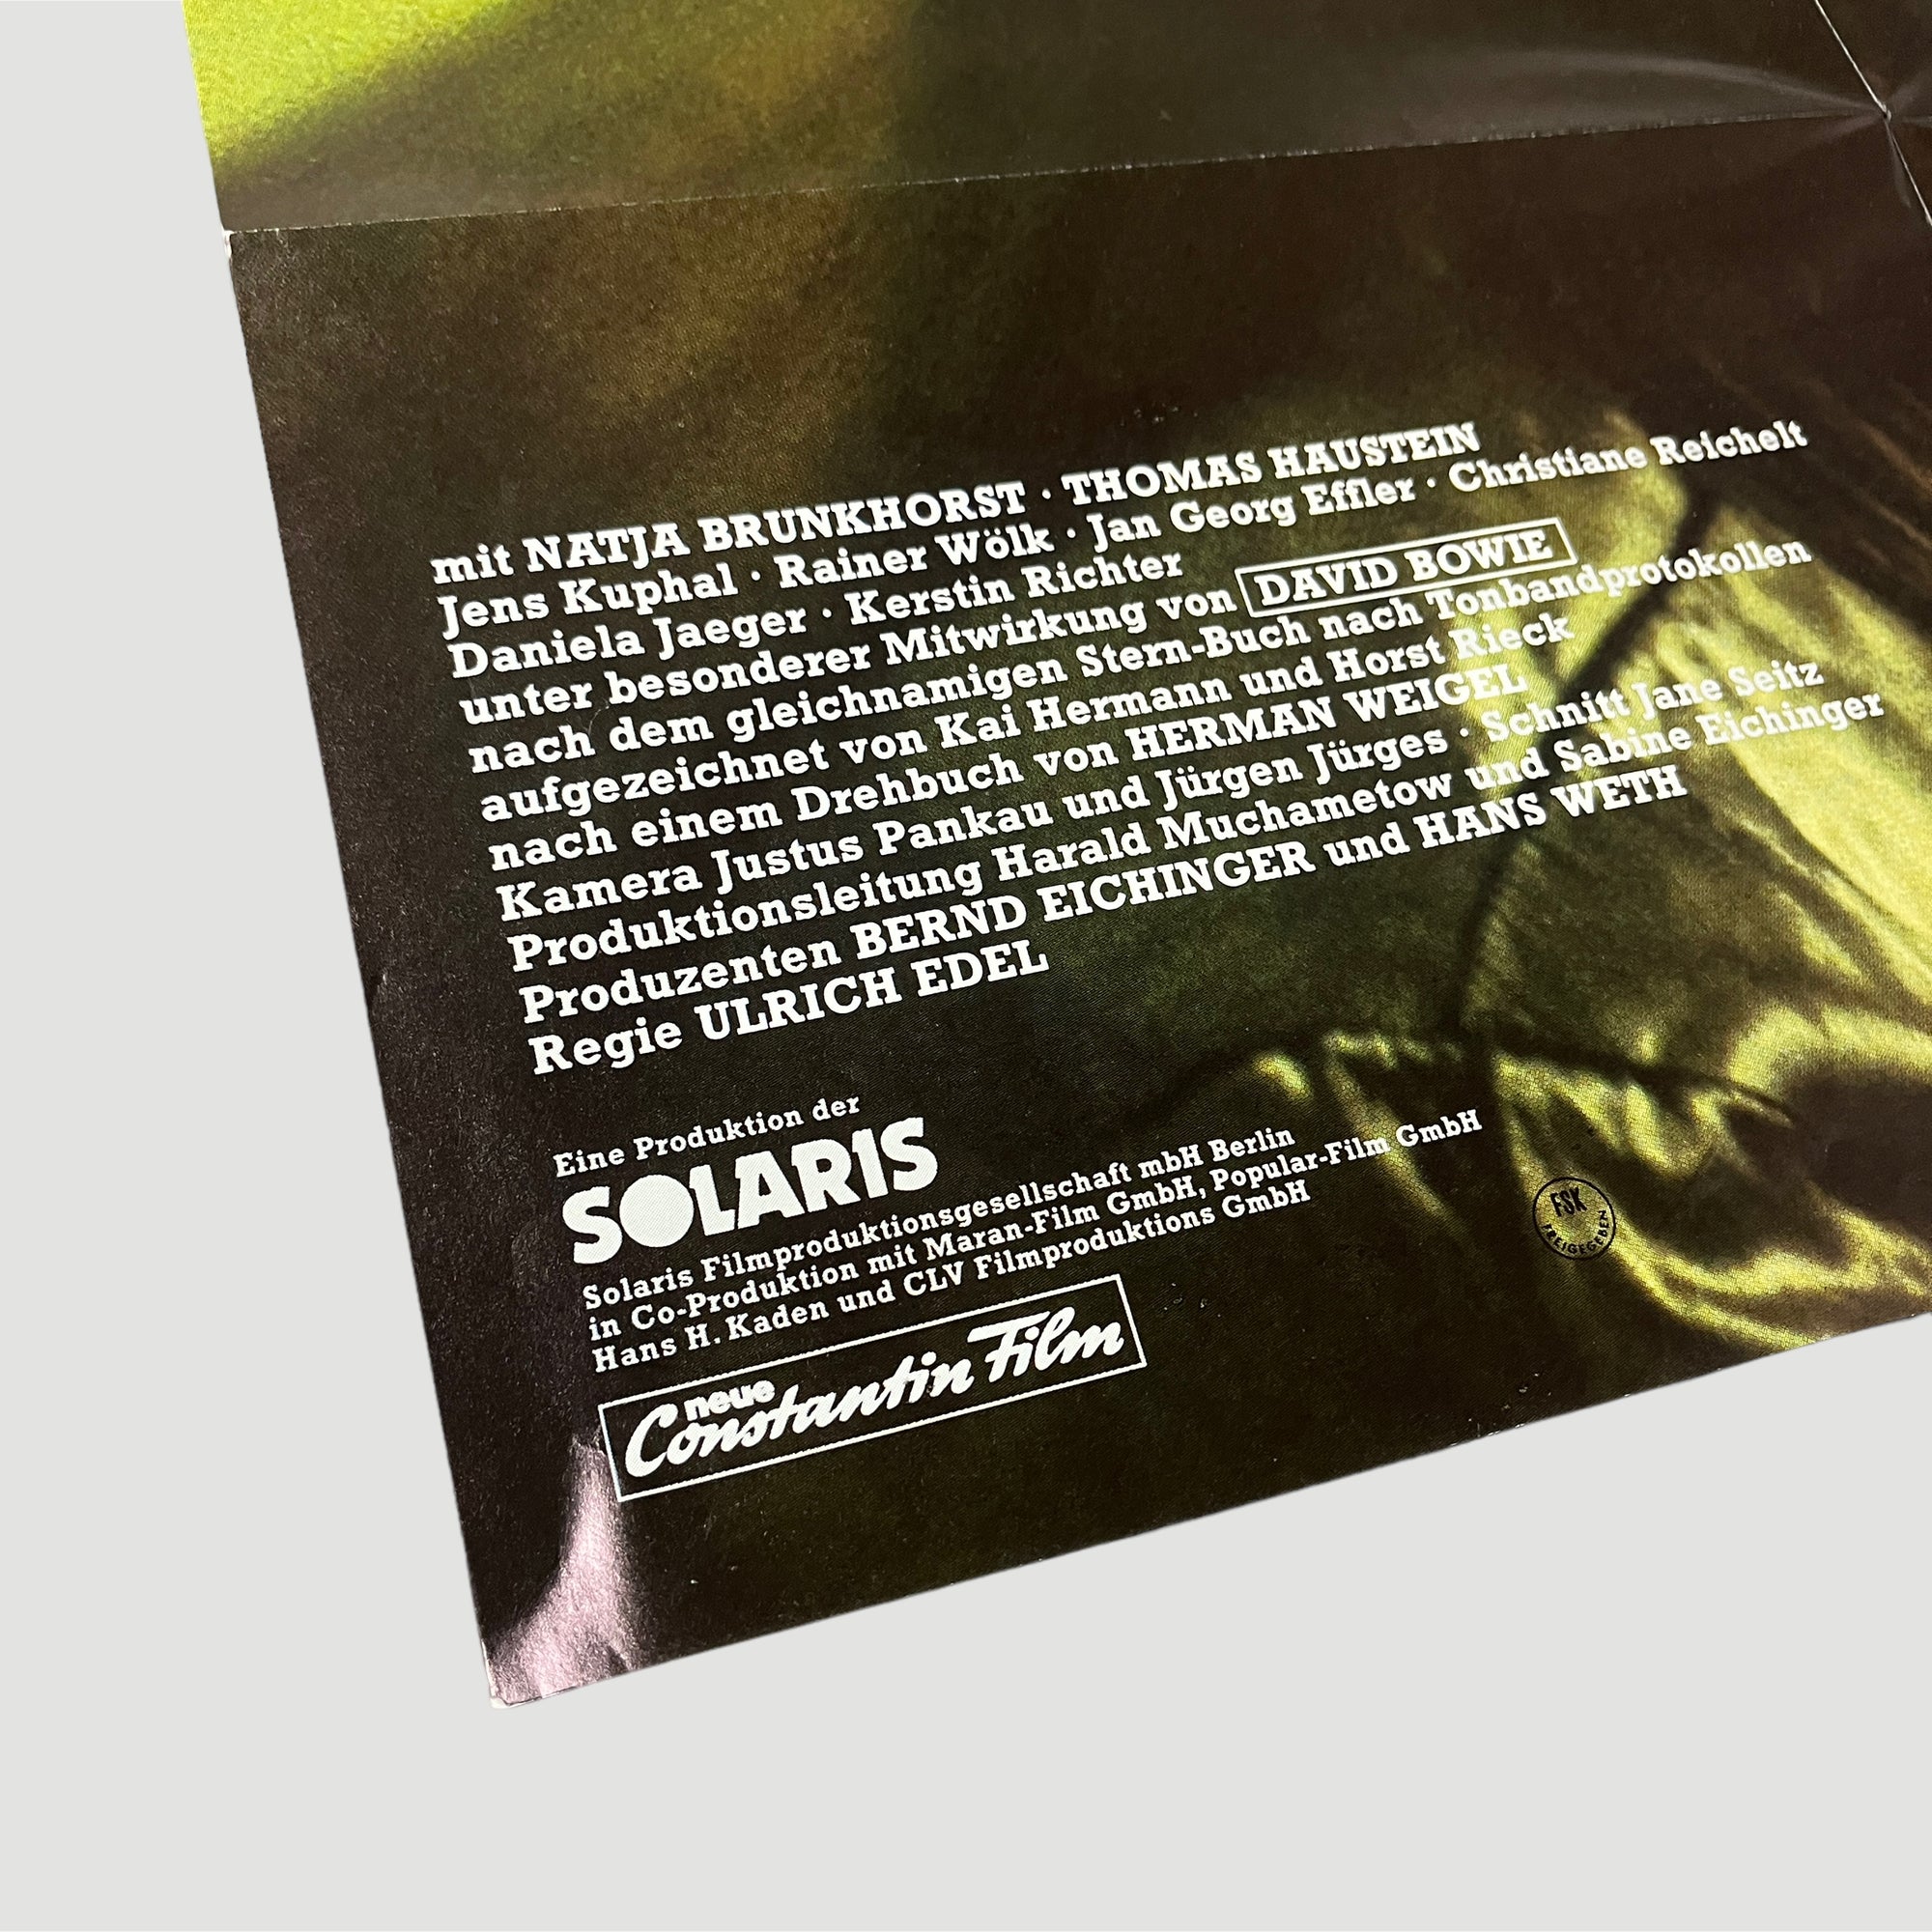 mit NATJA BRUNKHORST · THOMAS HAUSTEIN
Jens Kuphal · Rainer Wölk · Jan Georg Effler · Christiane Reichelt
Daniela Jaeger · Kerstin Richter
unter besonderer Mitwirkung von DAVID BOWIE
nach dem gleichnamigen Stern-Buch nach Tonbandprotokollen
aufgezeichnet von Kai Hermann und Horst Rieck
nach einem Drehbuch von HERMAN WEIGEL
Kamera Justus Pankau und Jürgen Jürges · Schnitt Jane Seitz
Produktionsleitung Harald Muchametow und Sabine Eichinger
Produzenten BERND EICHINGER und HANS WETH
Regie ULRICH EDEL
Eine Produktion der
SOLARIS
Solaris Filmproduktionsgesellschaft mbH Berlin
in Co-Produktion mit Maran-Film GmbH, Popular-Film GmbH
Hans H. Kaden und CLV Filmproduktions GmbH
FSK
FREIGEGEBEN
neue
Constantin Film